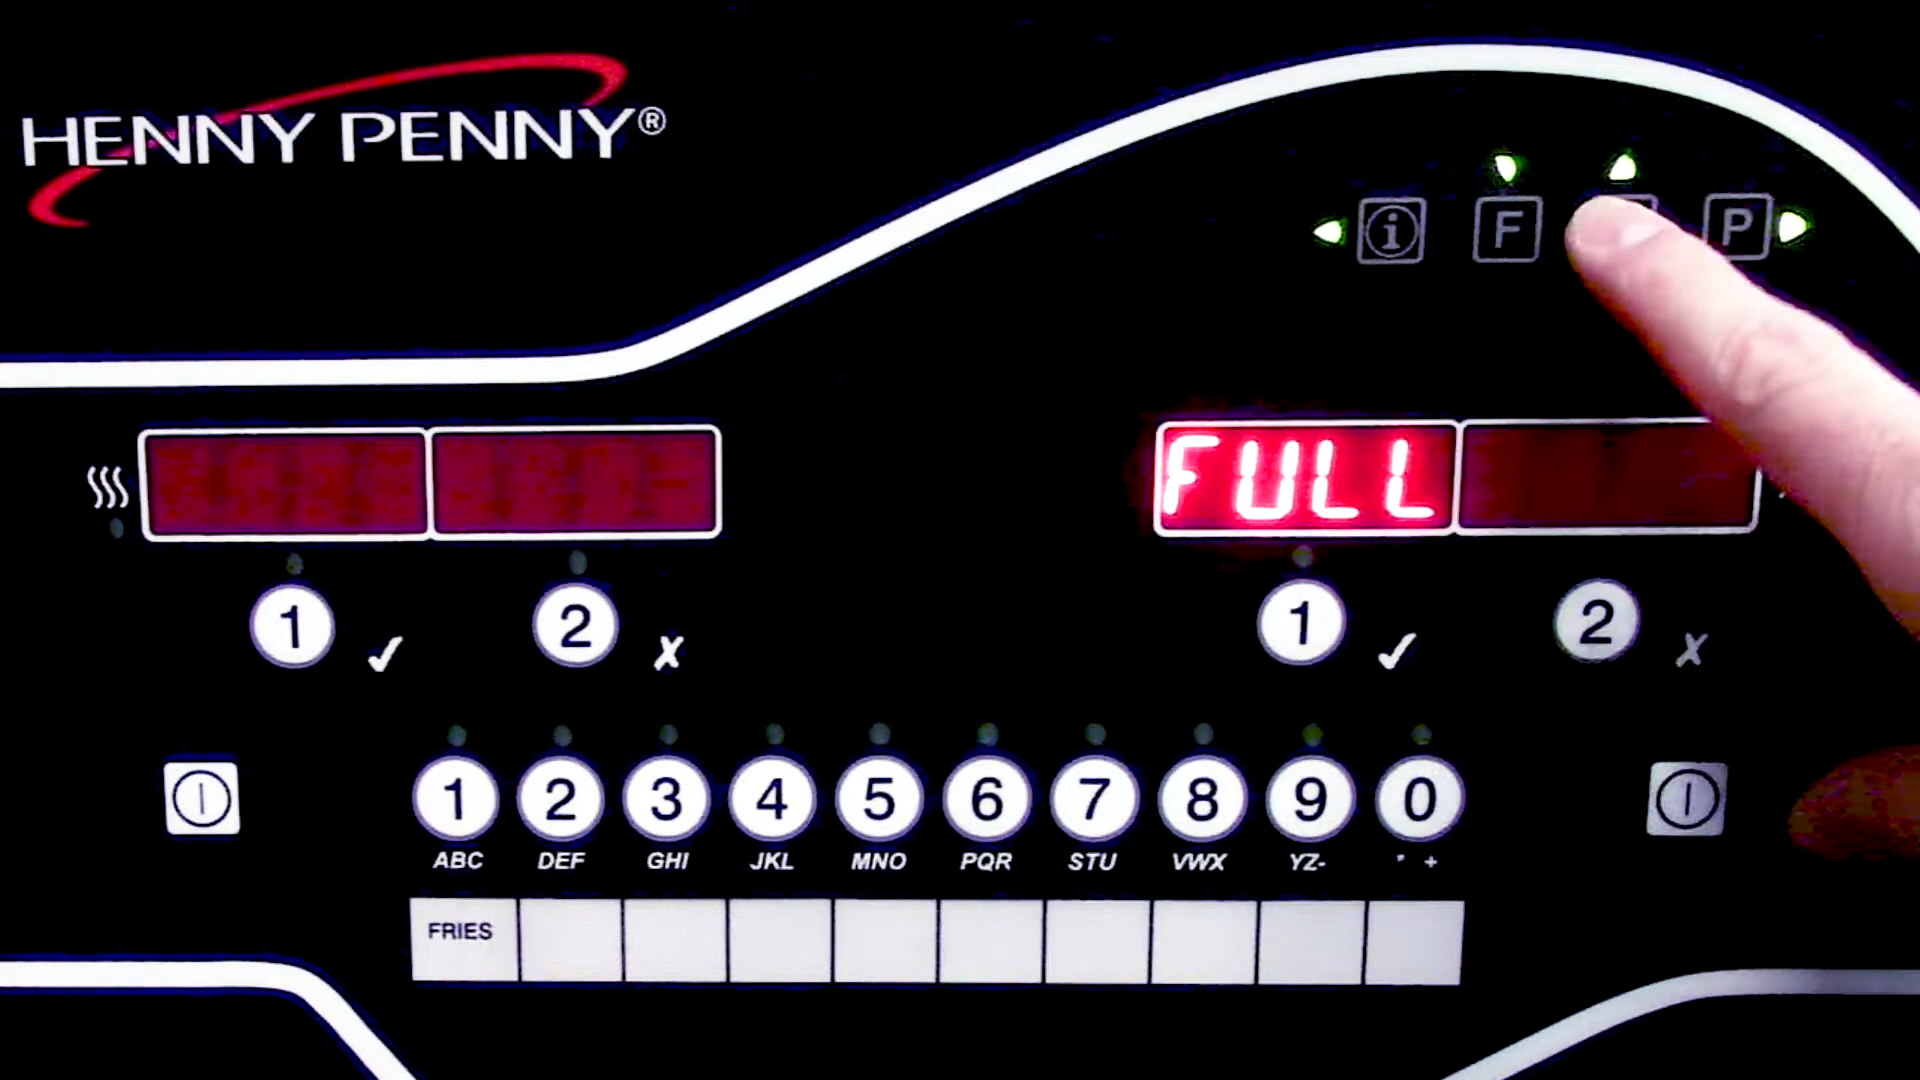 HENNY PENNY®
i F P
FULL
1 ✓ 2 ✗ 1 ✓ 2 ✗
1 2 3 4 5 6 7 8 9 0
ABC DEF GHI JKL MNO PQR STU VWX YZ- * +
FRIES